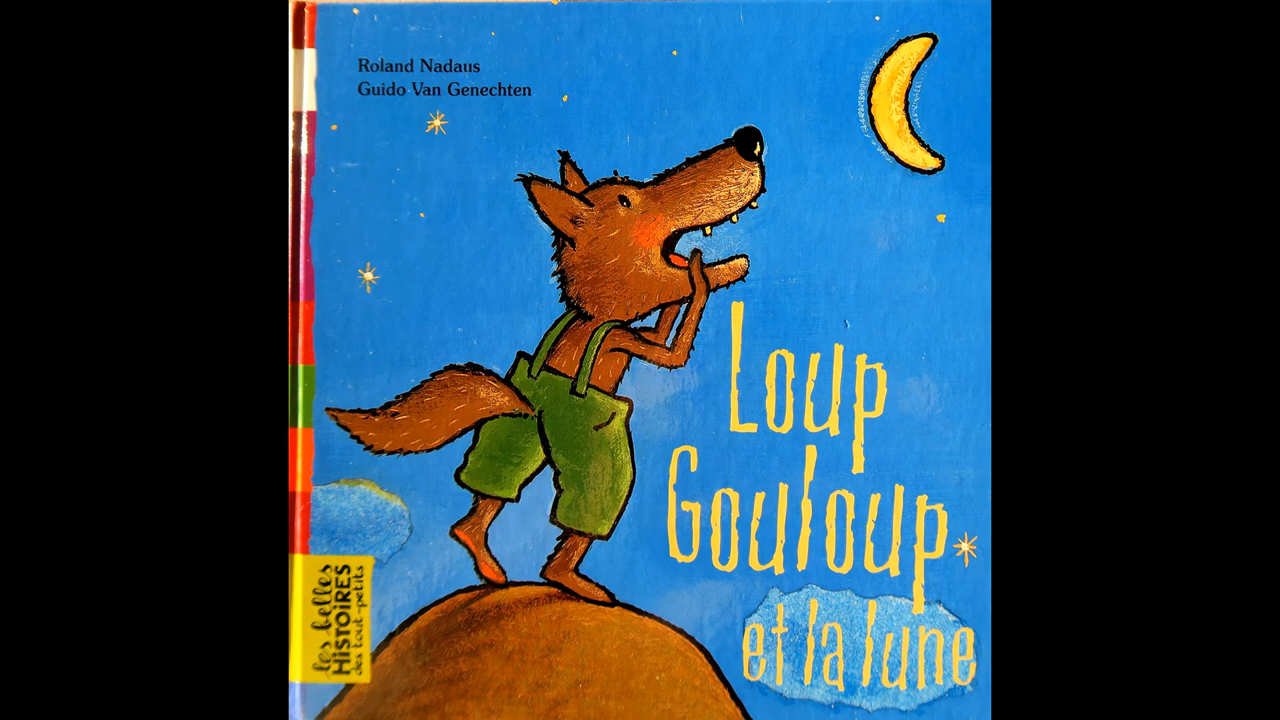 Roland Nadaus
Guido Van Genechten
Loup
Gouloup
et la lune
les belles
HISTOIRES
des tout-petits